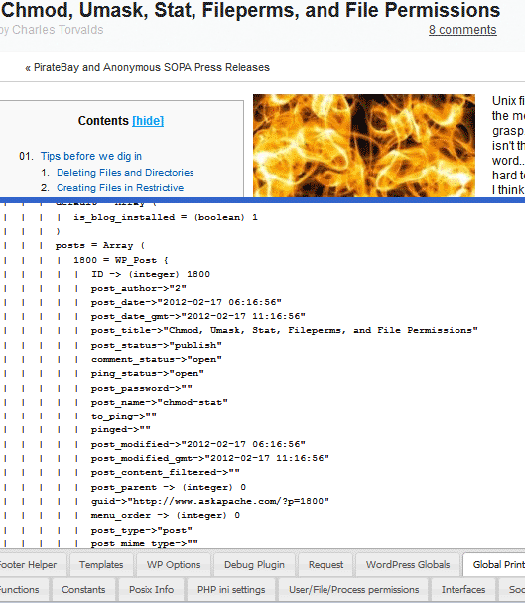 Chmod, Umask, Stat, Fileperms, and File Permissions
by Charles Torvalds
8 comments
« PirateBay and Anonymous SOPA Press Releases
Contents [hide]
01. Tips before we dig in
1. Deleting Files and Directories
2. Creating Files in Restrictive
Unix fi
the mo
grasp
isn't th
word..
hard to
I think
default = Array (
| | | | is_blog_installed = (boolean) 1
| | | )
| | | posts = Array (
| | | | 1800 = WP_Post {
| | | | | ID -> (integer) 1800
| | | | | post_author->"2"
| | | | | post_date->"2012-02-17 06:16:56"
| | | | | post_date_gmt->"2012-02-17 11:16:56"
| | | | | post_title->"Chmod, Umask, Stat, Fileperms, and File Permissions"
| | | | | post_status->"publish"
| | | | | comment_status->"open"
| | | | | ping_status->"open"
| | | | | post_password->""
| | | | | post_name->"chmod-stat"
| | | | | to_ping->""
| | | | | pinged->""
| | | | | post_modified->"2012-02-17 06:16:56"
| | | | | post_modified_gmt->"2012-02-17 11:16:56"
| | | | | post_content_filtered->""
| | | | | post_parent -> (integer) 0
| | | | | guid->"http://www.askapache.com/?p=1800"
| | | | | menu_order -> (integer) 0
| | | | | post_type->"post"
| | | | | post_mime_type->""
ooter Helper Templates WP Options Debug Plugin Request WordPress Globals Global Print
unctions Constants Posix Info PHP ini settings User/File/Process permissions Interfaces Soc